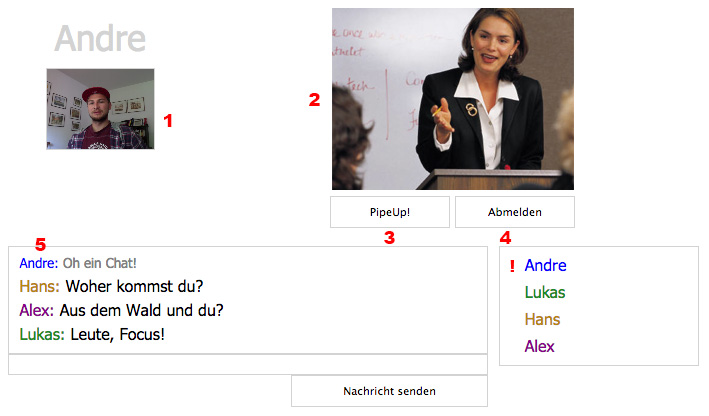 Andre
1
2
PipeUp!
Abmelden
3
4
5
Andre: Oh ein Chat!
Hans: Woher kommst du?
Alex: Aus dem Wald und du?
Lukas: Leute, Focus!
! Andre
Lukas
Hans
Alex
Nachricht senden